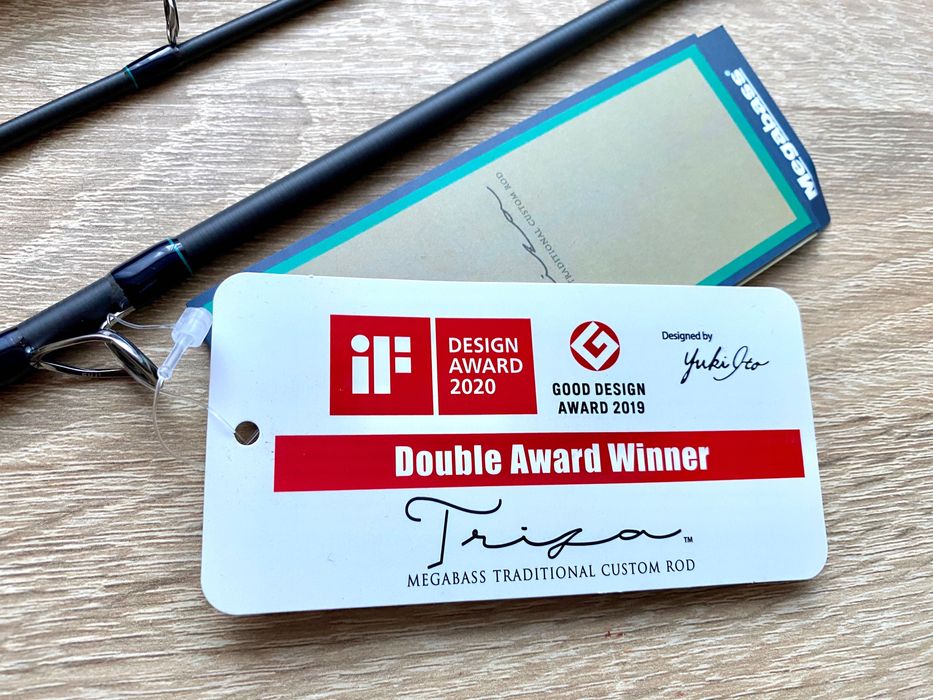 Megabass
TRADITIONAL CUSTOM ROD
iF
DESIGN
AWARD
2020
GOOD DESIGN
AWARD 2019
Designed by
Yuki Ito
Double Award Winner
Triza™
MEGABASS TRADITIONAL CUSTOM ROD